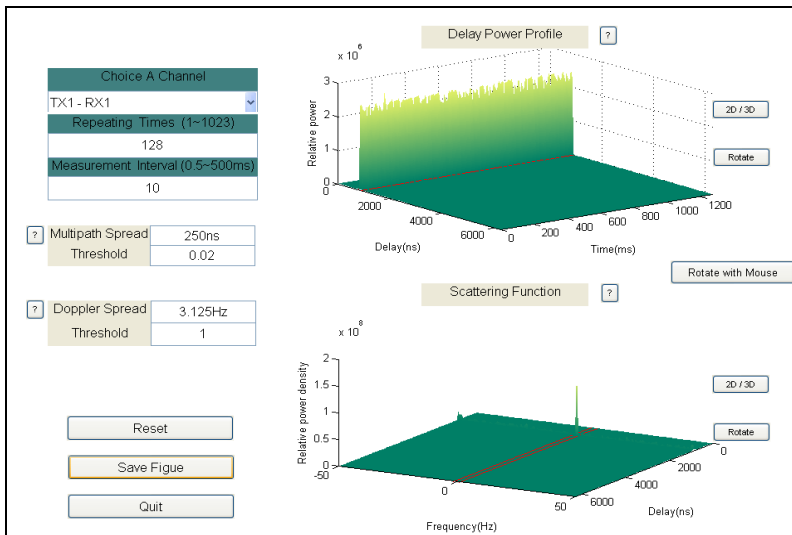 Choice A Channel
TX1 - RX1
Repeating Times (1~1023)
128
Measurement Interval (0.5~500ms)
10
? Multipath Spread 250ns
Threshold 0.02
? Doppler Spread 3.125Hz
Threshold 1
Reset
Save Figue
Quit
Delay Power Profile ?
x 10^6
3
2
1
0
Relative power
0
2000
4000
6000
Delay(ns)
0
200
400
600
800
1000
1200
Time(ms)
2D / 3D
Rotate
Rotate with Mouse
Scattering Function ?
x 10^8
2
1.5
1
0.5
0
Relative power density
-50
0
50
Frequency(Hz)
6000
4000
2000
0
Delay(ns)
2D / 3D
Rotate